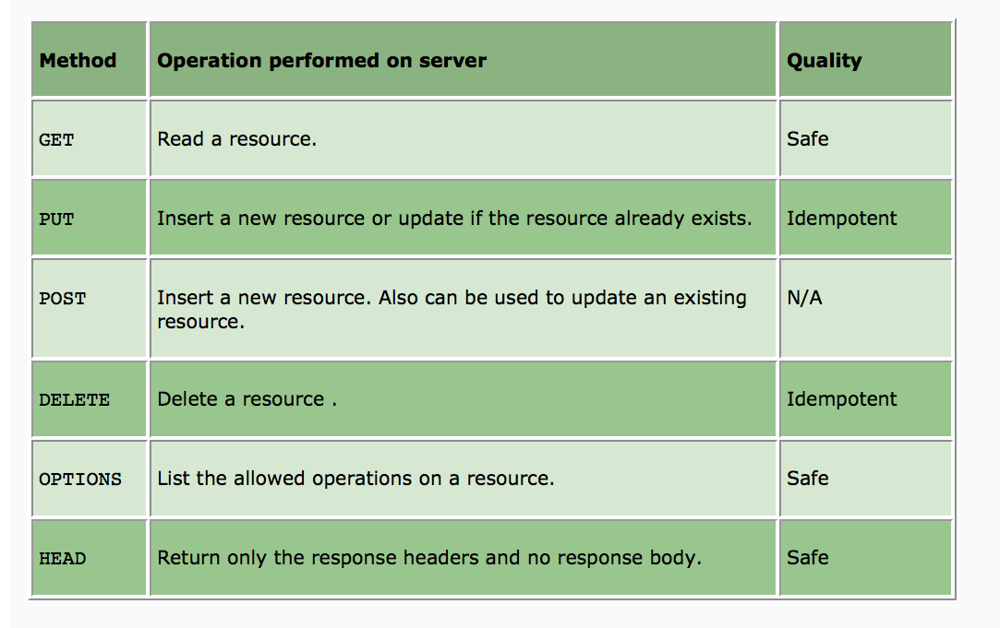 Method Operation performed on server Quality
GET Read a resource. Safe
PUT Insert a new resource or update if the resource already exists. Idempotent
POST Insert a new resource. Also can be used to update an existing N/A
resource.
DELETE Delete a resource . Idempotent
OPTIONS List the allowed operations on a resource. Safe
HEAD Return only the response headers and no response body. Safe